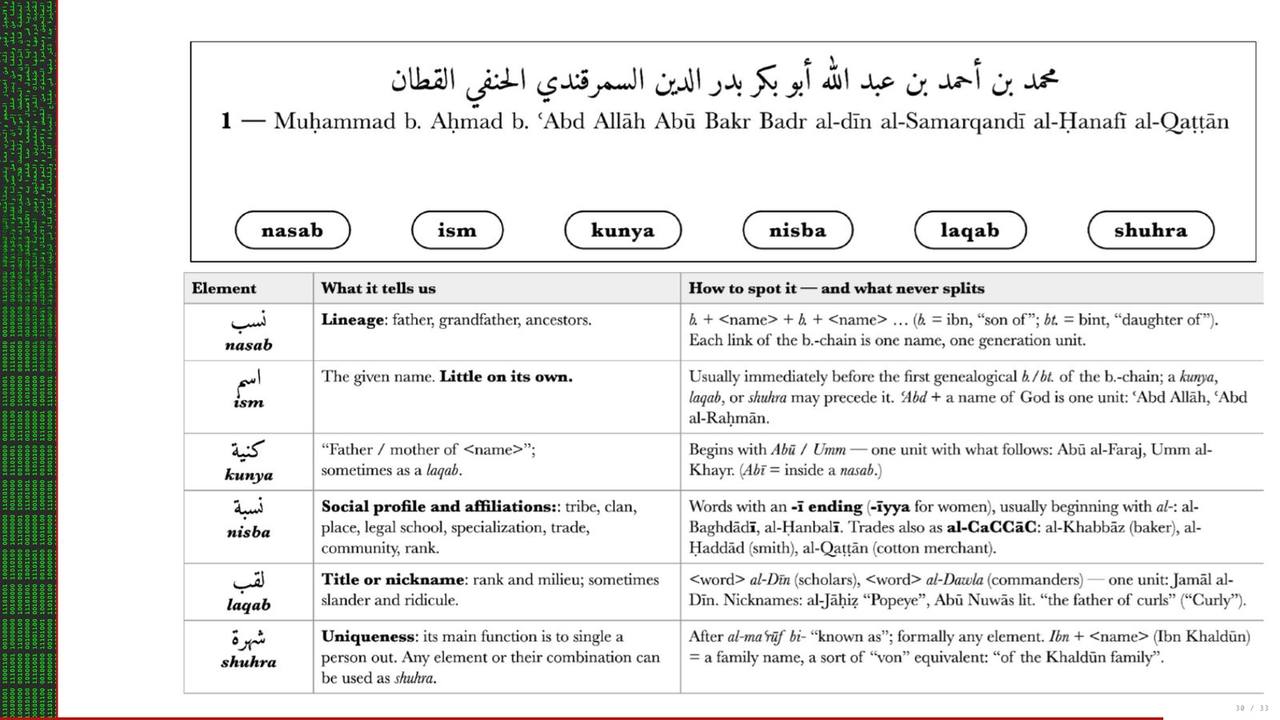 محمد بن أحمد بن عبد الله أبو بكر بدر الدين السمرقندي الحنفي القطان
1 — Muḥammad b. Aḥmad b. ʿAbd Allāh Abū Bakr Badr al-dīn al-Samarqandī al-Ḥanafī al-Qaṭṭān
nasab ism kunya nisba laqab shuhra
Element What it tells us How to spot it — and what never splits
نسب
nasab
Lineage: father, grandfather, ancestors.
b. + <name> + b. + <name> … (b. = ibn, “son of”; bt. = bint, “daughter of”).
Each link of the b.-chain is one name, one generation unit.
اسم
ism
The given name. Little on its own.
Usually immediately before the first genealogical b./bt. of the b.-chain; a kunya,
laqab, or shuhra may precede it. ʿAbd + a name of God is one unit: ʿAbd Allāh, ʿAbd
al-Raḥmān.
كنية
kunya
“Father / mother of <name>”;
sometimes as a laqab.
Begins with Abū / Umm — one unit with what follows: Abū al-Faraj, Umm al-
Khayr. (Abī = inside a nasab.)
نسبة
nisba
Social profile and affiliations:: tribe, clan,
place, legal school, specialization, trade,
community, rank.
Words with an -ī ending (-īyya for women), usually beginning with al-: al-
Baghdādī, al-Ḥanbalī. Trades also as al-CaCCāC: al-Khabbāz (baker), al-
Ḥaddād (smith), al-Qaṭṭān (cotton merchant).
لقب
laqab
Title or nickname: rank and milieu; sometimes
slander and ridicule.
<word> al-Dīn (scholars), <word> al-Dawla (commanders) — one unit: Jamāl al-
Dīn. Nicknames: al-Jāḥiẓ “Popeye”, Abū Nuwās lit. “the father of curls” (“Curly”).
شهرة
shuhra
Uniqueness: its main function is to single a
person out. Any element or their combination can
be used as shuhra.
After al-maʿrūf bi- “known as”; formally any element. Ibn + <name> (Ibn Khaldūn)
= a family name, a sort of “von” equivalent: “of the Khaldūn family”.
30 / 33